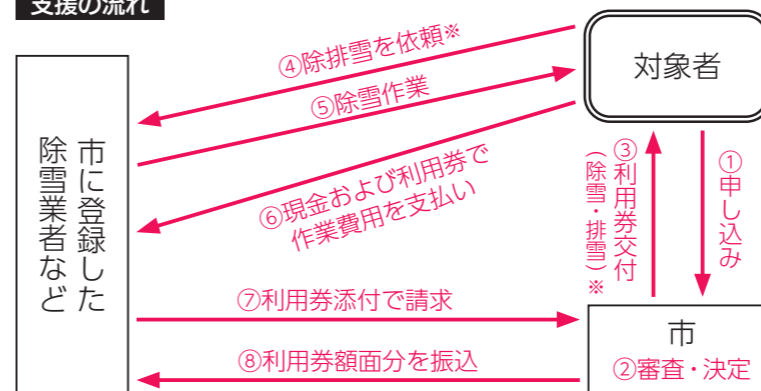 支援の流れ
④除排雪を依頼※
⑤除雪作業
⑥現金および利用券で
作業費用を支払い
対象者
市に登録した
除雪業者など
③利用券交付
（除雪・排雪）※
①申し込み
⑦利用券添付で請求
⑧利用券額面分を振込
市
②審査・決定